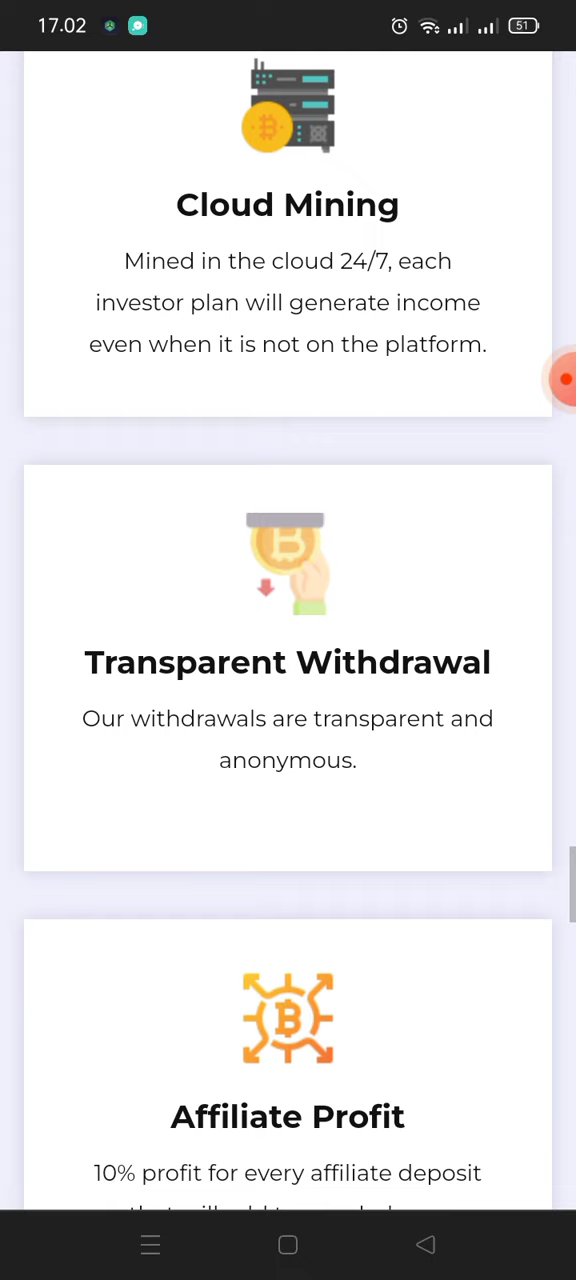 17.02
51
Cloud Mining
Mined in the cloud 24/7, each
investor plan will generate income
even when it is not on the platform.
Transparent Withdrawal
Our withdrawals are transparent and
anonymous.
Affiliate Profit
10% profit for every affiliate deposit